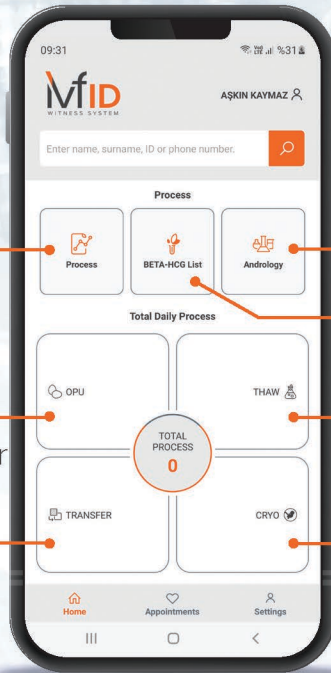 09:31
%31
IVFID
WITNESS SYSTEM
AŞKIN KAYMAZ
Enter name, surname, ID or phone number.
Process
Process
BETA-HCG List
Andrology
Total Daily Process
OPU
THAW
TOTAL
PROCESS
0
r
TRANSFER
CRYO
Home
Appointments
Settings